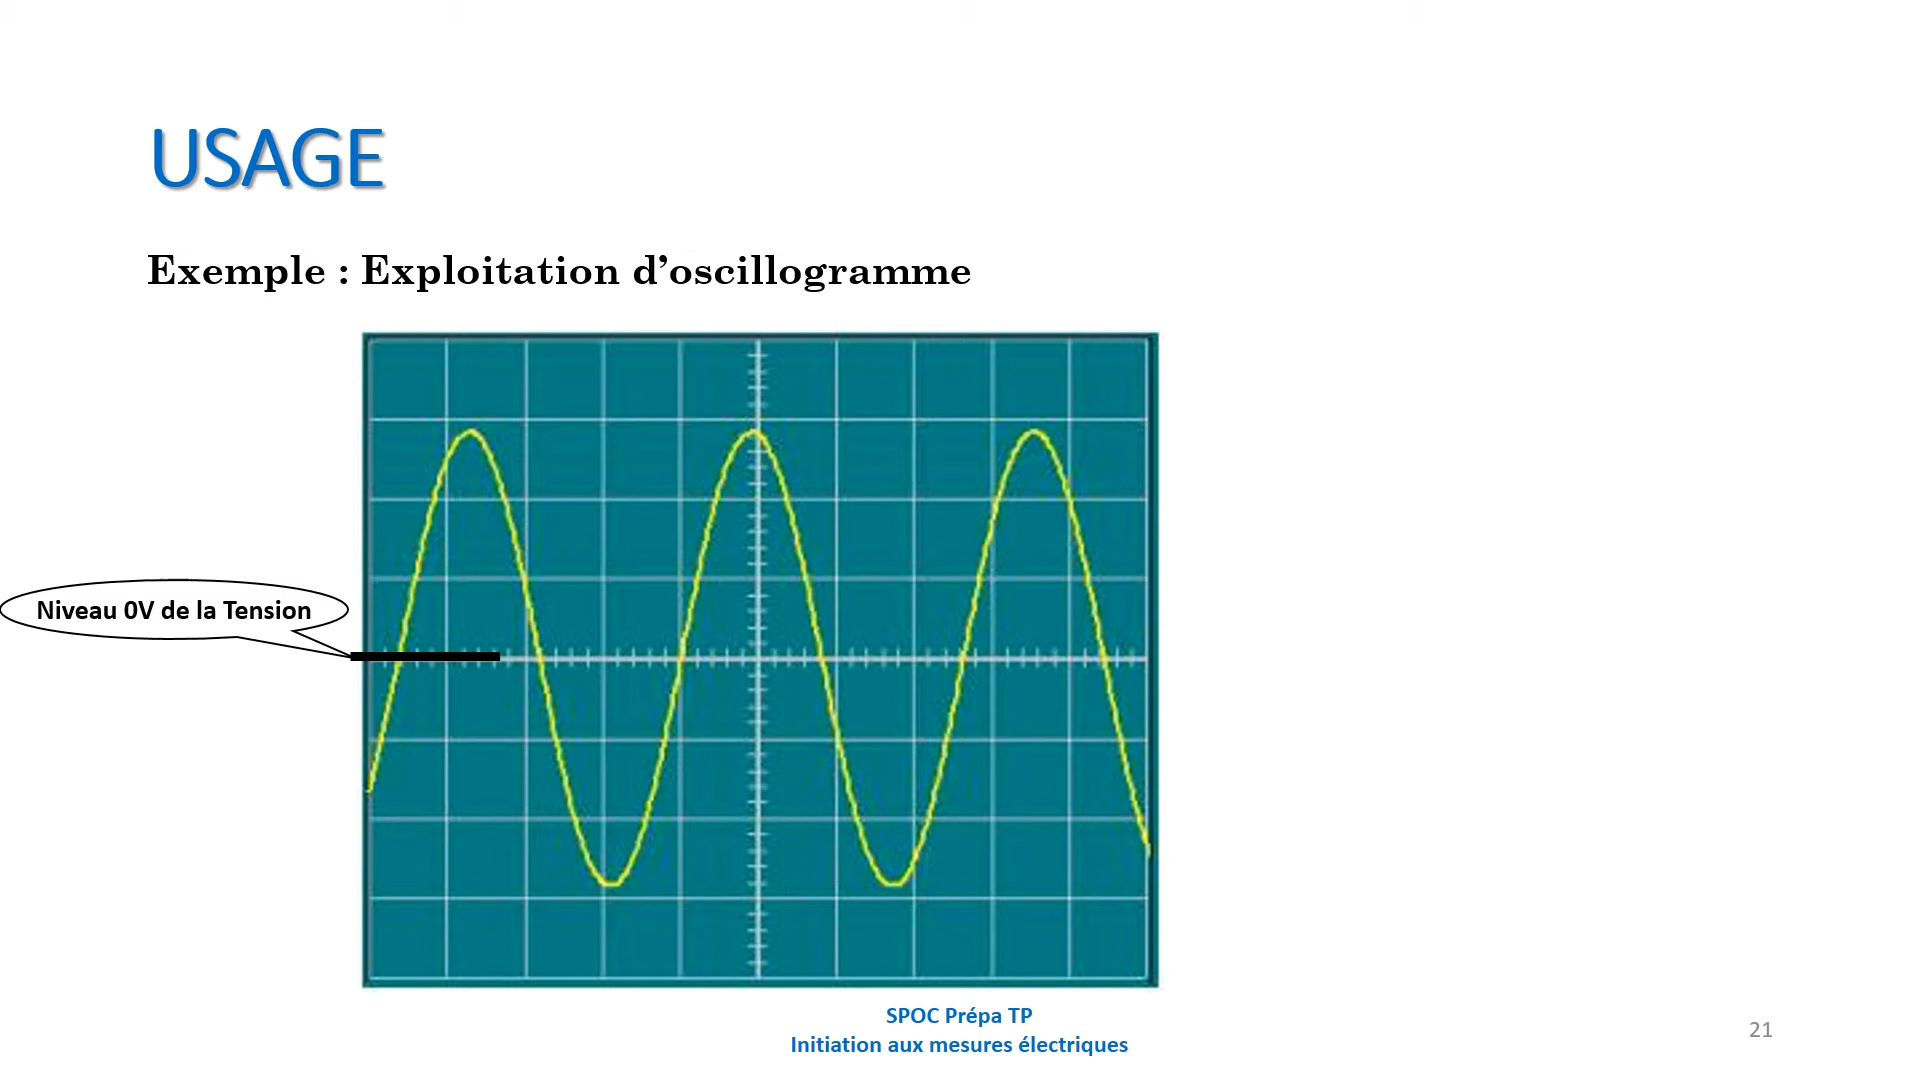 USAGE
Exemple : Exploitation d’oscillogramme
Niveau 0V de la Tension
SPOC Prépa TP
Initiation aux mesures électriques
21